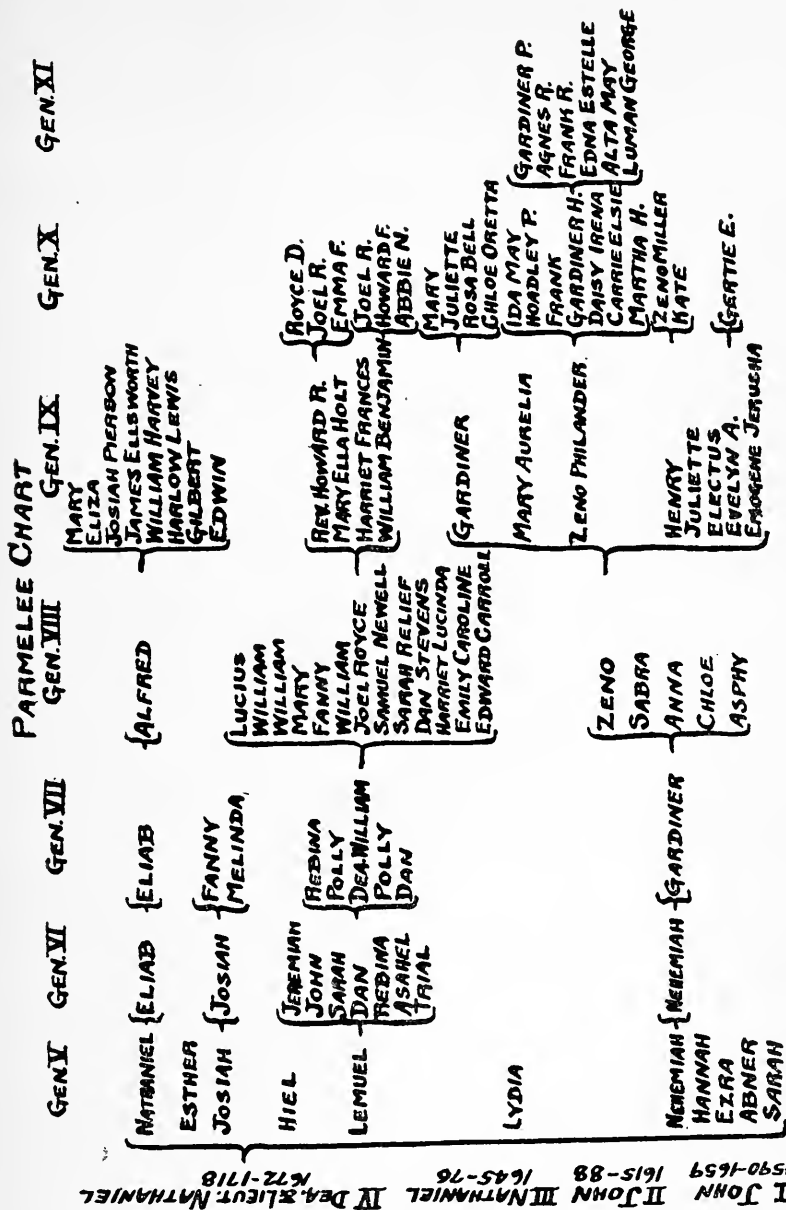 PARMELEE CHART
GEN. V
GEN. VI
GEN. VII
GEN. VIII
GEN. IX
GEN. X
GEN. XI
I JOHN
590-1659
II JOHN
1615-88
III NATHANIEL
1645-76
IV DEA. & LIEUT. NATHANIEL
1672-1718
NATHANIEL
ESTHER
JOSIAH
HIEL
LEMUEL
LYDIA
NEHEMIAH
HANNAH
EZRA
ABNER
SARAH
ELIAB
JOSIAH
JEREMIAH
JOHN
SARAH
DAN
REBINA
ASAHEL
TRIAL
NEHEMIAH
ELIAB
FANNY
MELINDA
REBINA
POLLY
DEA. WILLIAM
POLLY
DAN
GARDINER
ALFRED
LUCIUS
WILLIAM
WILLIAM
MARY
FANNY
WILLIAM
JOEL ROYCE
SAMUEL NEWELL
SARAH RELIEF
DAN STEVENS
HARRIET LUCINDA
EMILY CAROLINE
EDWARD CARROLL
ZENO
SABRA
ANNA
CHLOE
ASPHY
MARY
ELIZA
JOSIAH PIERSON
JAMES ELLSWORTH
WILLIAM HARVEY
HARLOW LEWIS
GILBERT
EDWIN
REV. HOWARD R.
MARY ELLA HOLT
HARRIET FRANCES
WILLIAM BENJAMIN
GARDINER
MARY AURELIA
ZENO PHILANDER
HENRY
JULIETTE
ELECTUS
EVELYN A.
EMOGENE JERUCHA
ROYCE D.
JOEL R.
EMMA F.
JOEL R.
HOWARD F.
ABBIE N.
MARY
JULIETTE
ROSA BELL
CHLOE ORETTA
IDA MAY
HOADLEY P.
FRANK
GARDINER H.
DAISY IRENA
CARRIE ELSIE
MARTHA H.
ZENO MILLER
KATE
GERTIE E.
GARDINER P.
AGNES R.
FRANK R.
EDNA ESTELLE
ALTA MAY
LUMAN GEORGE